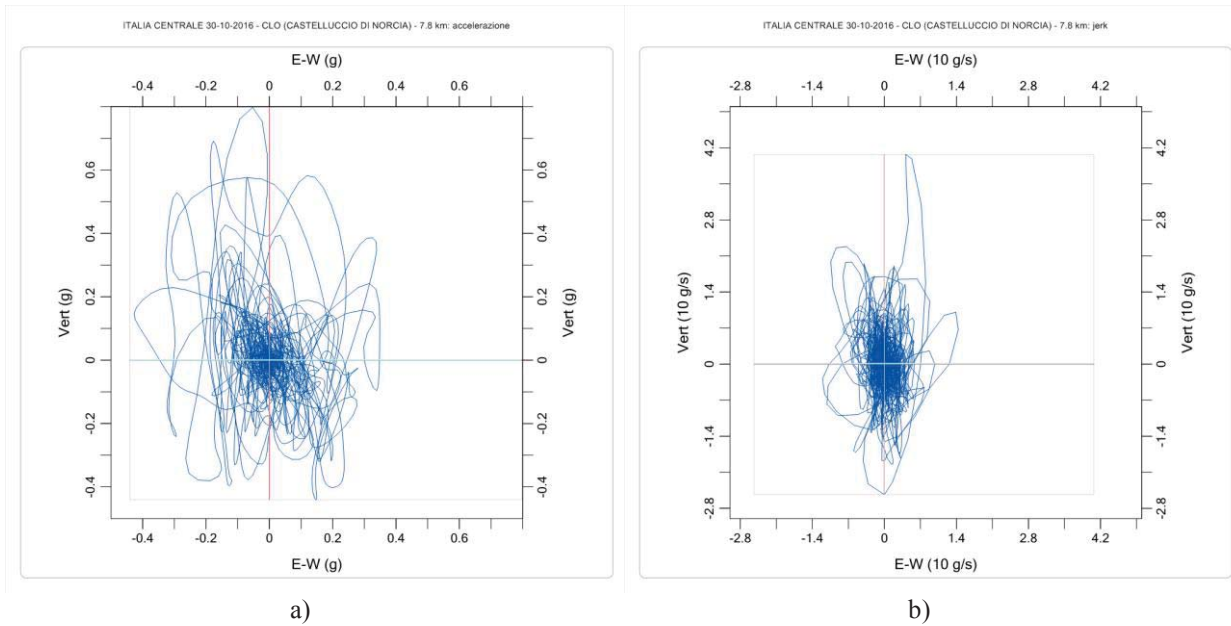 ITALIA CENTRALE 30-10-2016 - CLO (CASTELLUCCIO DI NORCIA) - 7.8 km: accelerazione
E-W (g)
-0.4 -0.2 0 0.2 0.4 0.6
Vert (g)
0.6
0.4
0.2
0
-0.2
-0.4
Vert (g)
0.6
0.4
0.2
0
-0.2
-0.4
-0.4 -0.2 0 0.2 0.4 0.6
E-W (g)
a)
ITALIA CENTRALE 30-10-2016 - CLO (CASTELLUCCIO DI NORCIA) - 7.8 km: jerk
E-W (10 g/s)
-2.8 -1.4 0 1.4 2.8 4.2
Vert (10 g/s)
4.2
2.8
1.4
0
-1.4
-2.8
Vert (10 g/s)
4.2
2.8
1.4
0
-1.4
-2.8
-2.8 -1.4 0 1.4 2.8 4.2
E-W (10 g/s)
b)